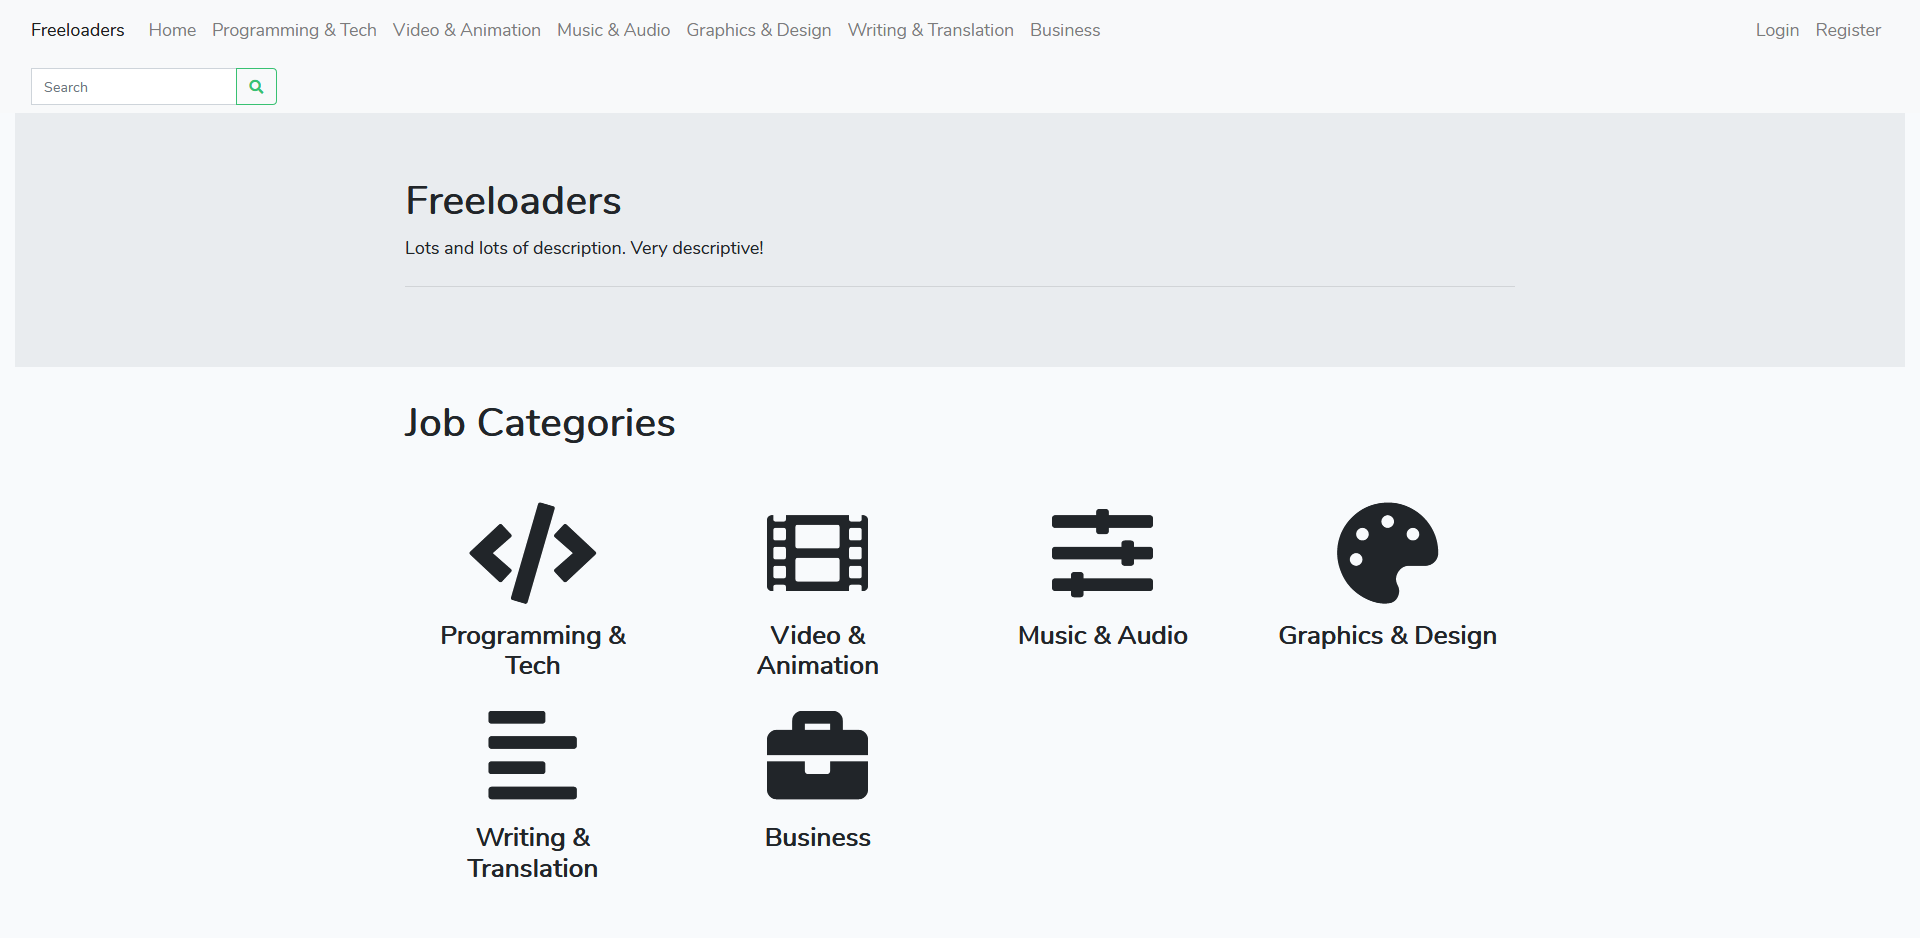 Freeloaders Home Programming & Tech Video & Animation Music & Audio Graphics & Design Writing & Translation Business Login Register
Search
Freeloaders
Lots and lots of description. Very descriptive!
Job Categories
Programming &
Tech
Video &
Animation
Music & Audio
Graphics & Design
Writing &
Translation
Business